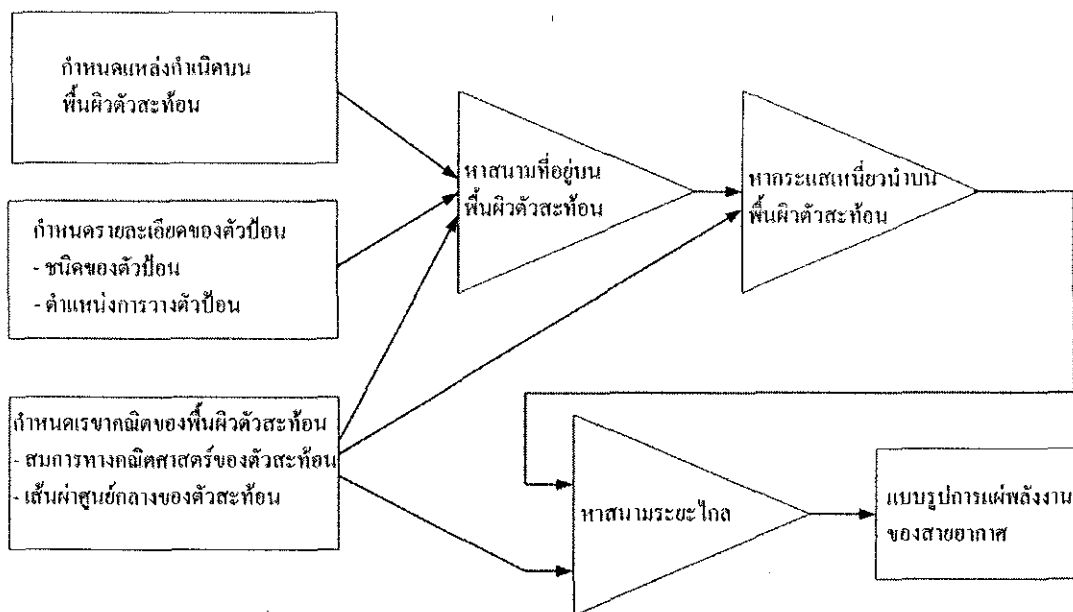 กำหนดแหล่งกำเนิดบน
พื้นผิวตัวสะท้อน
กำหนดรายละเอียดของตัวป้อน
- ชนิดของตัวป้อน
- ตำแหน่งการวางตัวป้อน
กำหนดเรขาคณิตของพื้นผิวตัวสะท้อน
- สมการทางคณิตศาสตร์ของตัวสะท้อน
- เส้นผ่าศูนย์กลางของตัวสะท้อน
หาสนามที่อยู่บน
พื้นผิวตัวสะท้อน
หากระแสเหนี่ยวนำบน
พื้นผิวตัวสะท้อน
หาสนามระยะไกล
แบบรูปการแผ่พลังงาน
ของสายอากาศ